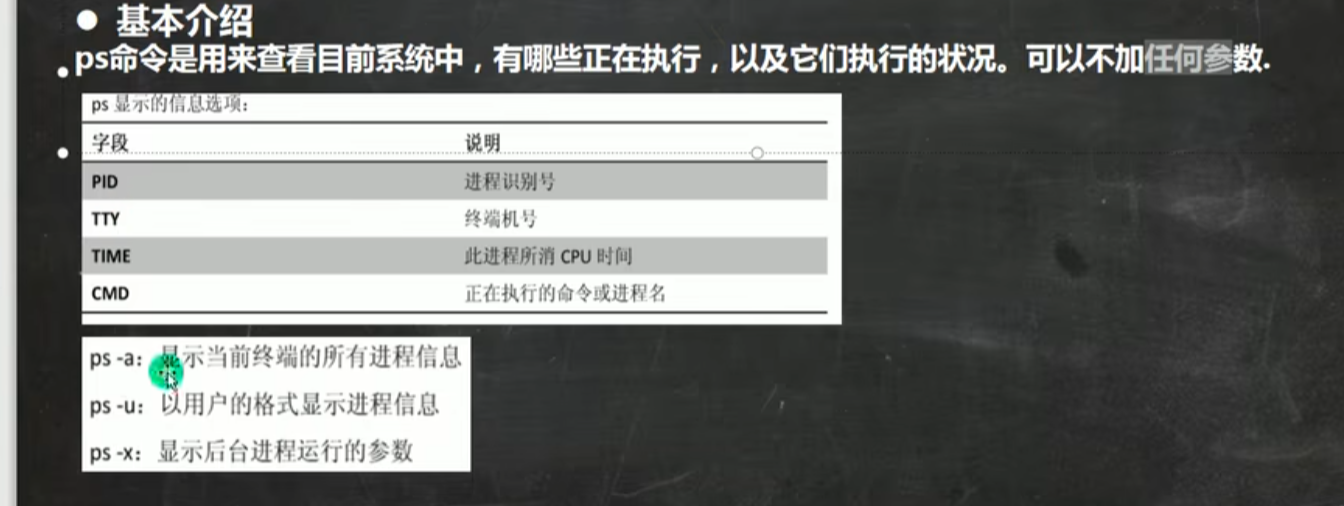 ● 基本介绍
ps命令是用来查看目前系统中，有哪些正在执行，以及它们执行的状况。可以不加任何参数.
ps 显示的信息选项：
字段 说明
PID 进程识别号
TTY 终端机号
TIME 此进程所消 CPU 时间
CMD 正在执行的命令或进程名
ps -a：显示当前终端的所有进程信息
ps -u：以用户的格式显示进程信息
ps -x：显示后台进程运行的参数